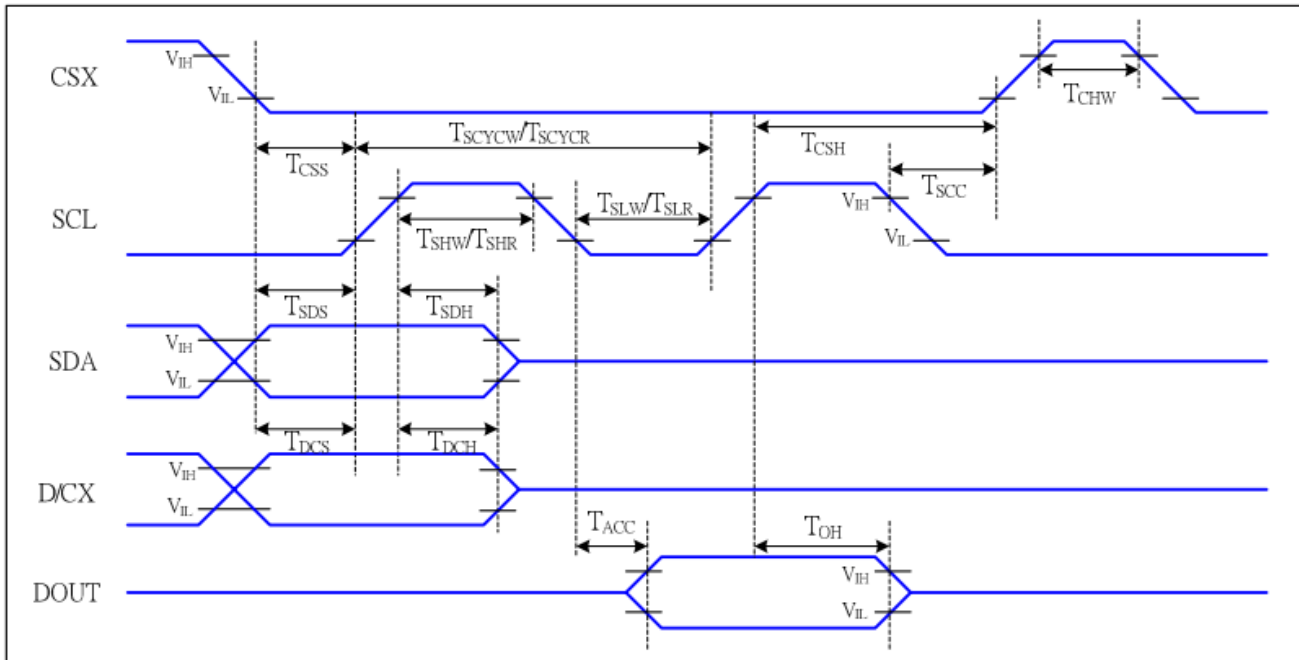 CSX
VIH
VIL
TCHW
TCSS
TSCYCW/TSCYCR
TCSH
TSCC
SCL
TSHW/TSHR
TSLW/TSLR
VIH
VIL
TSDS
TSDH
SDA
VIH
VIL
TDCS
TDCH
D/CX
VIH
VIL
TACC
TOH
DOUT
VIH
VIL